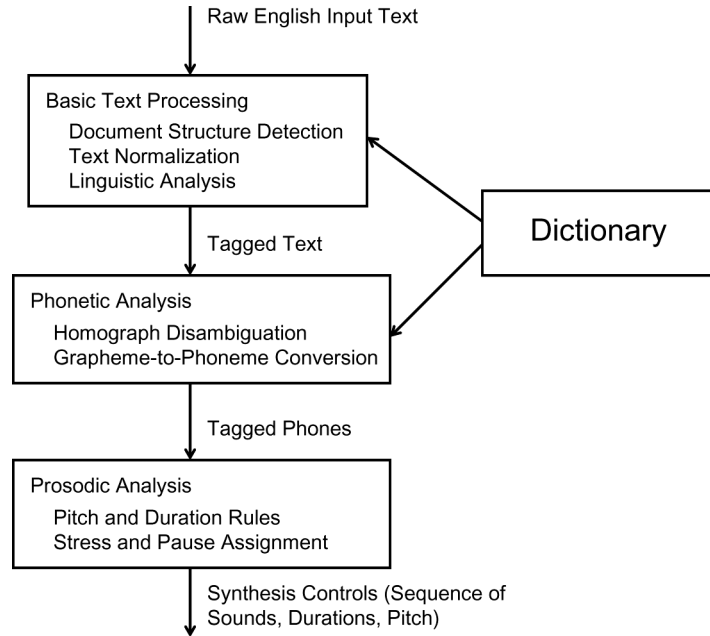 Raw English Input Text
Basic Text Processing
Document Structure Detection
Text Normalization
Linguistic Analysis
Dictionary
Tagged Text
Phonetic Analysis
Homograph Disambiguation
Grapheme-to-Phoneme Conversion
Tagged Phones
Prosodic Analysis
Pitch and Duration Rules
Stress and Pause Assignment
Synthesis Controls (Sequence of
Sounds, Durations, Pitch)